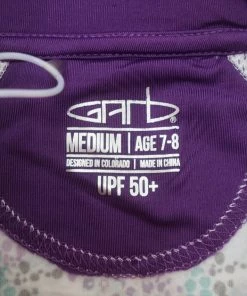 garb
MEDIUM | AGE 7-8
DESIGNED IN COLORADO | MADE IN CHINA
UPF 50+